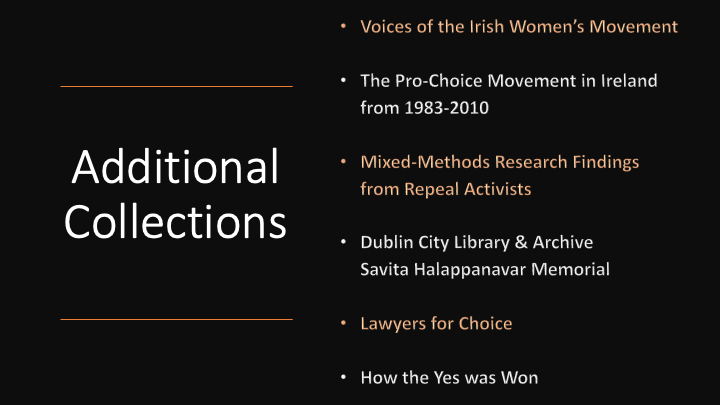 Additional
Collections
• Voices of the Irish Women’s Movement
• The Pro-Choice Movement in Ireland
from 1983-2010
• Mixed-Methods Research Findings
from Repeal Activists
• Dublin City Library & Archive
Savita Halappanavar Memorial
• Lawyers for Choice
• How the Yes was Won